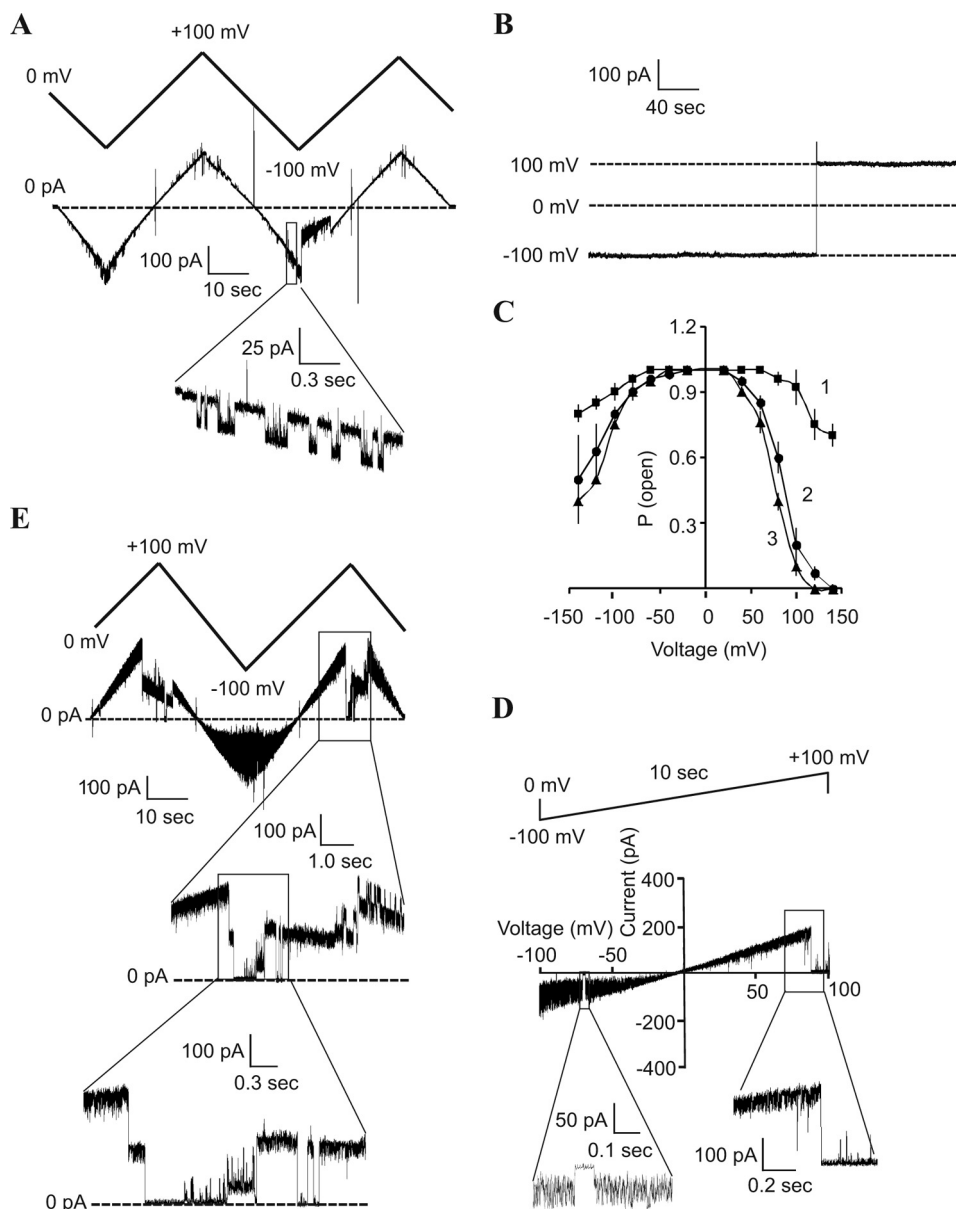 A
+100 mV
0 mV
-100 mV
0 pA
100 pA
10 sec
25 pA
0.3 sec
B
100 pA
40 sec
100 mV
0 mV
-100 mV
C
1.2
0.9
0.6
0.3
P (open)
1
2
3
-150 -100 -50 0 50 100 150
Voltage (mV)
E
+100 mV
0 mV
-100 mV
0 pA
100 pA
10 sec
100 pA
1.0 sec
0 pA
100 pA
0.3 sec
0 pA
D
+100 mV
10 sec
0 mV
-100 mV
Current (pA)
400
200
Voltage (mV)
-100 -50
50 100
-200
-400
50 pA
0.1 sec
100 pA
0.2 sec